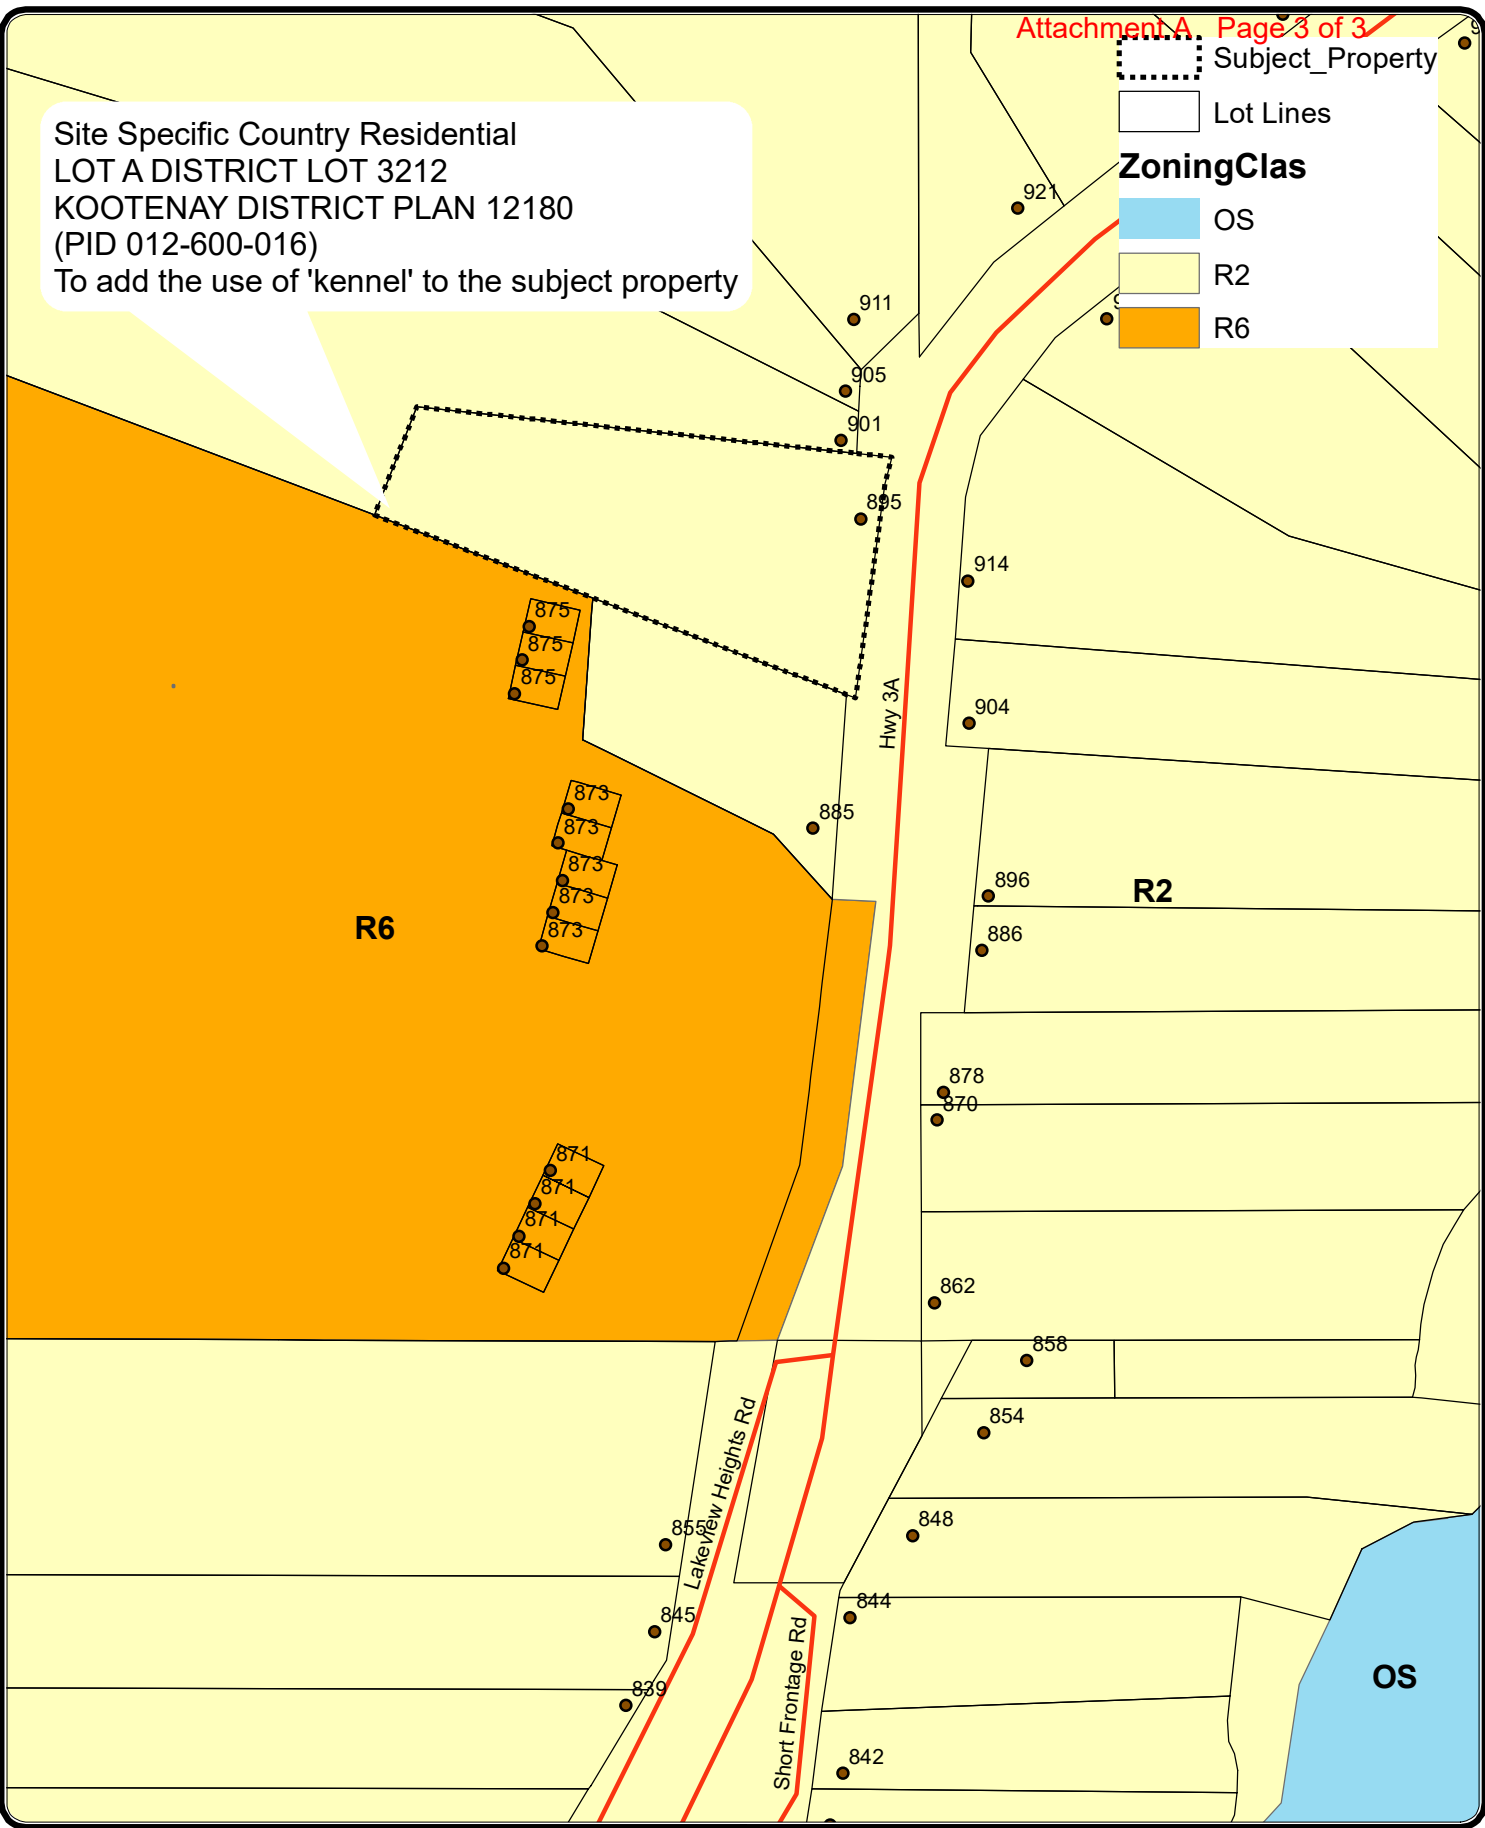 Attachment A Page 3 of 3
Subject_Property
Lot Lines
ZoningClas
OS
R2
R6
Site Specific Country Residential
LOT A DISTRICT LOT 3212
KOOTENAY DISTRICT PLAN 12180
(PID 012-600-016)
To add the use of 'kennel' to the subject property
921
911
905
901
895
914
875
875
875
904
Hwy 3A
873
873
873
873
873
885
896
R2
R6
886
878
870
871
871
871
871
862
858
854
Lakeview Heights Rd
848
855
844
845
Short Frontage Rd
OS
839
842